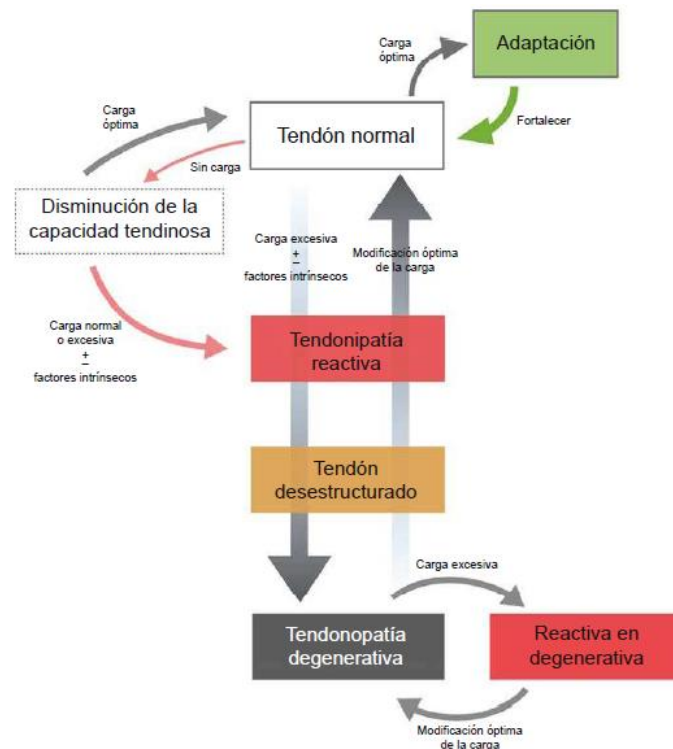 Carga
óptima
Adaptación
Fortalecer
Carga
óptima
Tendón normal
Sin carga
Disminución de la
capacidad tendinosa
Carga excesiva
±
factores intrínsecos
Modificación óptima
de la carga
Carga normal
o excesiva
±
factores intrínsecos
Tendonipatía
reactiva
Tendón
desestructurado
Carga excesiva
Tendonopatía
degenerativa
Reactiva en
degenerativa
Modificación óptima
de la carga